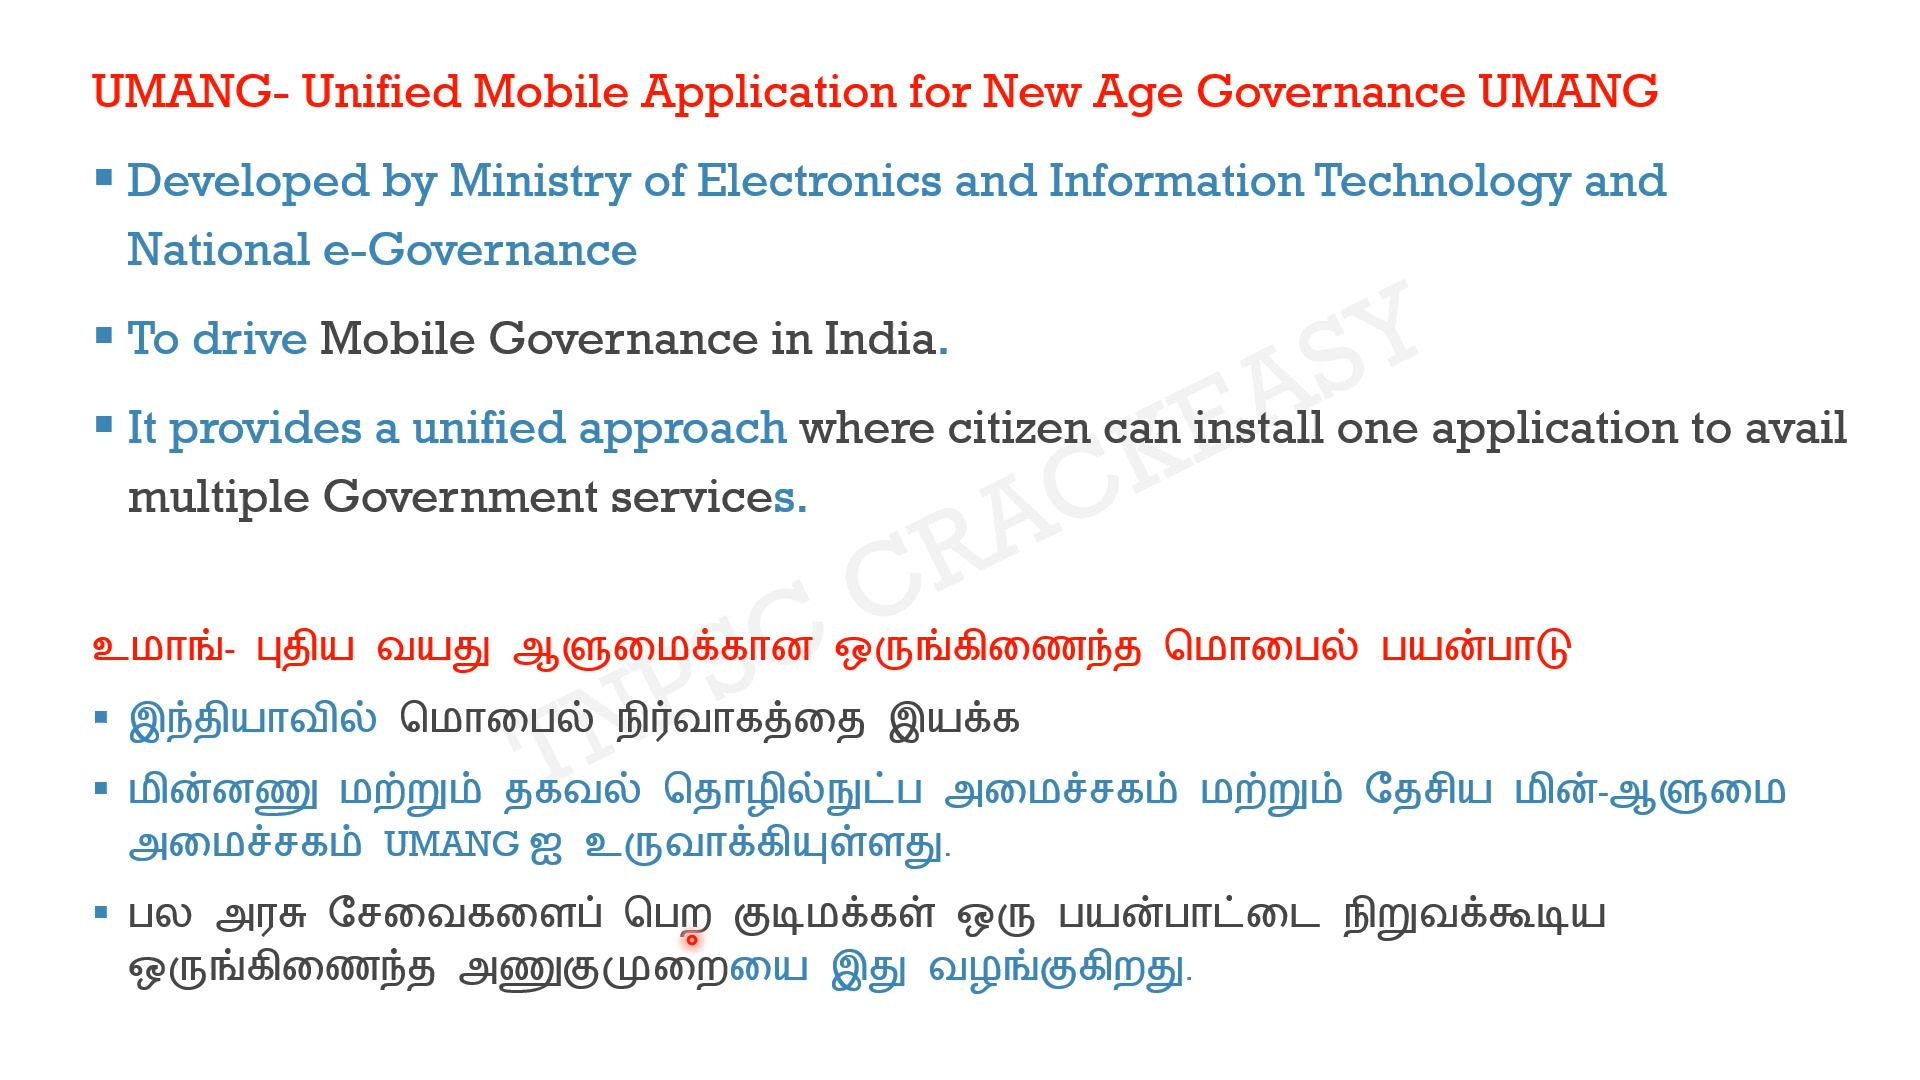 UMANG- Unified Mobile Application for New Age Governance UMANG
▪ Developed by Ministry of Electronics and Information Technology and
National e-Governance
▪ To drive Mobile Governance in India.
▪ It provides a unified approach where citizen can install one application to avail
multiple Government services.
TNPSC CRACKEASY
உமாங்- புதிய வயது ஆளுமைக்கான ஒருங்கிணைந்த மொபைல் பயன்பாடு
▪ இந்தியாவில் மொபைல் நிர்வாகத்தை இயக்க
▪ மின்னணு மற்றும் தகவல் தொழில்நுட்ப அமைச்சகம் மற்றும் தேசிய மின்-ஆளுமை
அமைச்சகம் UMANG ஐ உருவாக்கியுள்ளது.
▪ பல அரசு சேவைகளைப் பெற குடிமக்கள் ஒரு பயன்பாட்டை நிறுவக்கூடிய
ஒருங்கிணைந்த அணுகுமுறையை இது வழங்குகிறது.